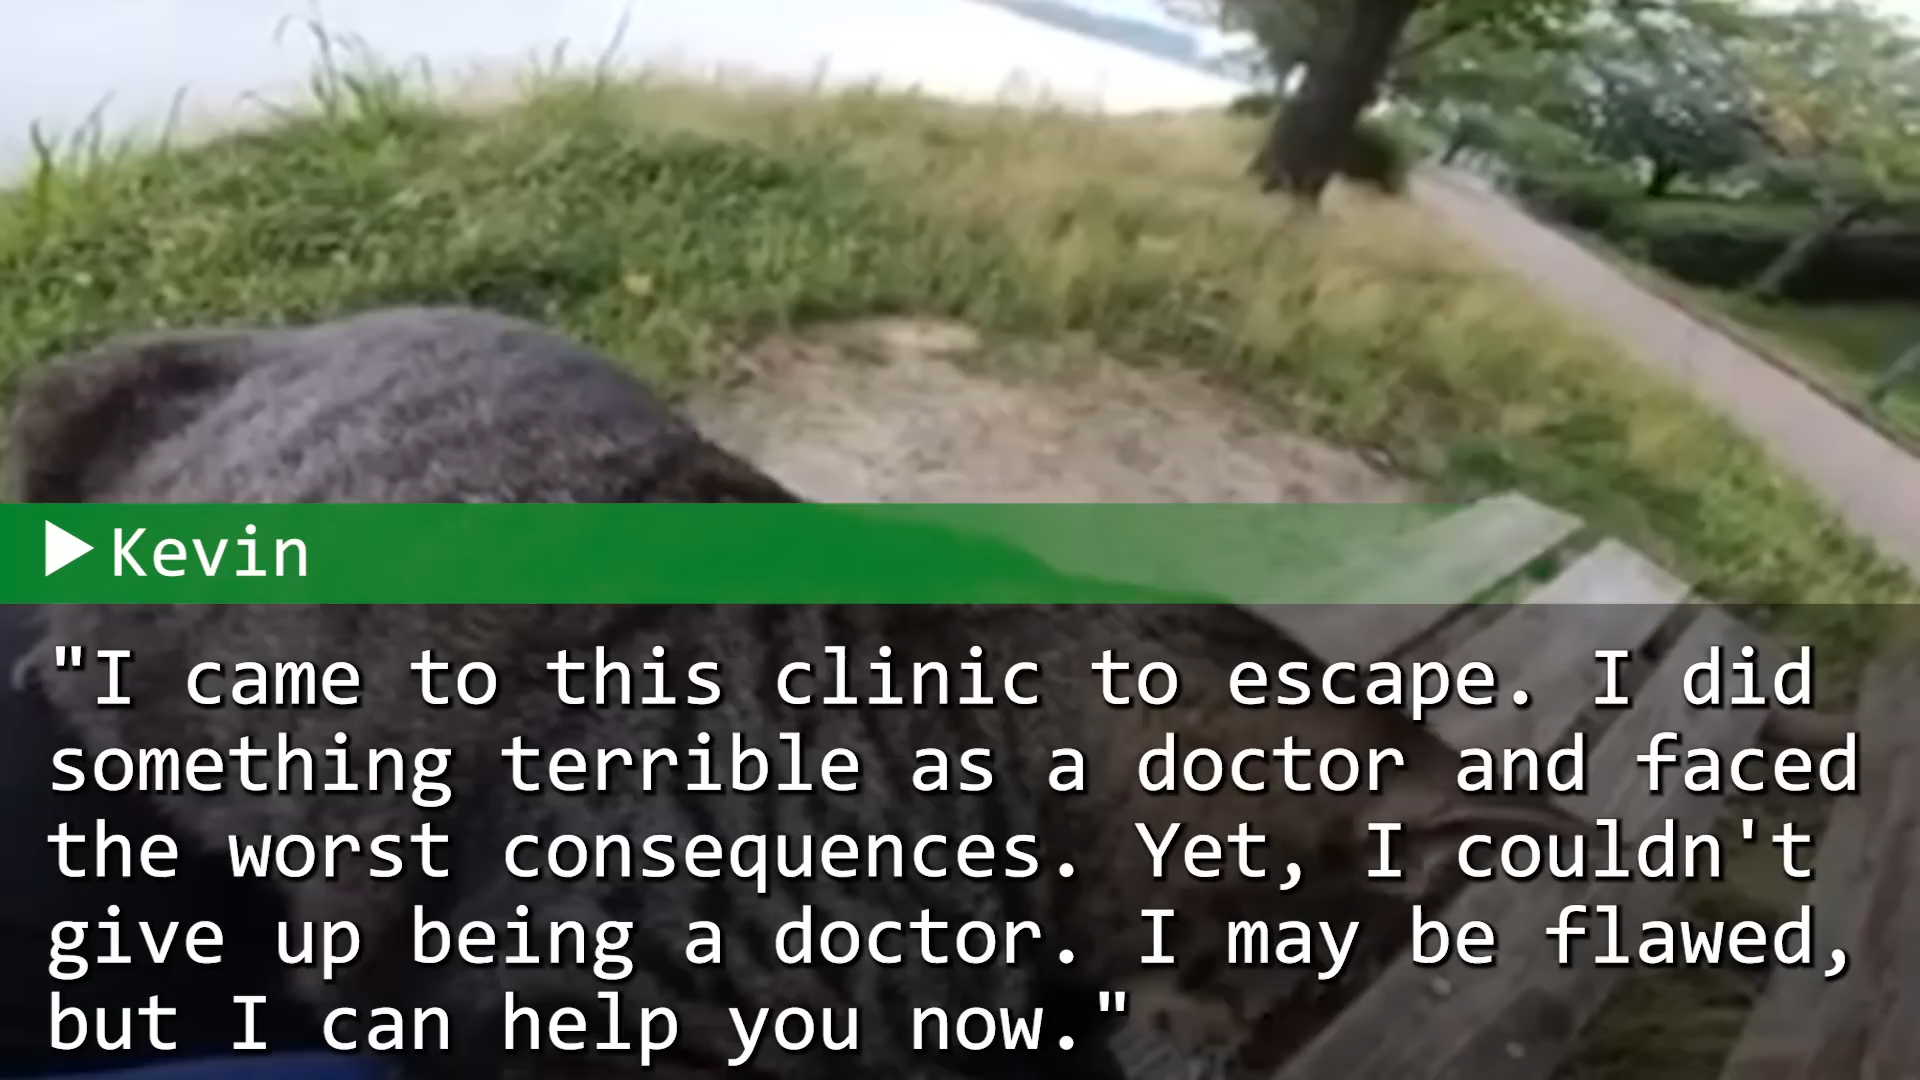 Kevin
"I came to this clinic to escape. I did
something terrible as a doctor and faced
the worst consequences. Yet, I couldn't
give up being a doctor. I may be flawed,
but I can help you now."